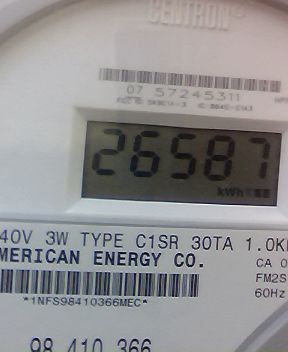 CENTRON®
07 57245311
26587
kWh
40V 3W TYPE C1SR 30TA 1.0K
MERICAN ENERGY CO.
CA 0
FM2S
*1NFS98410366MEC*
60Hz
98 410 366